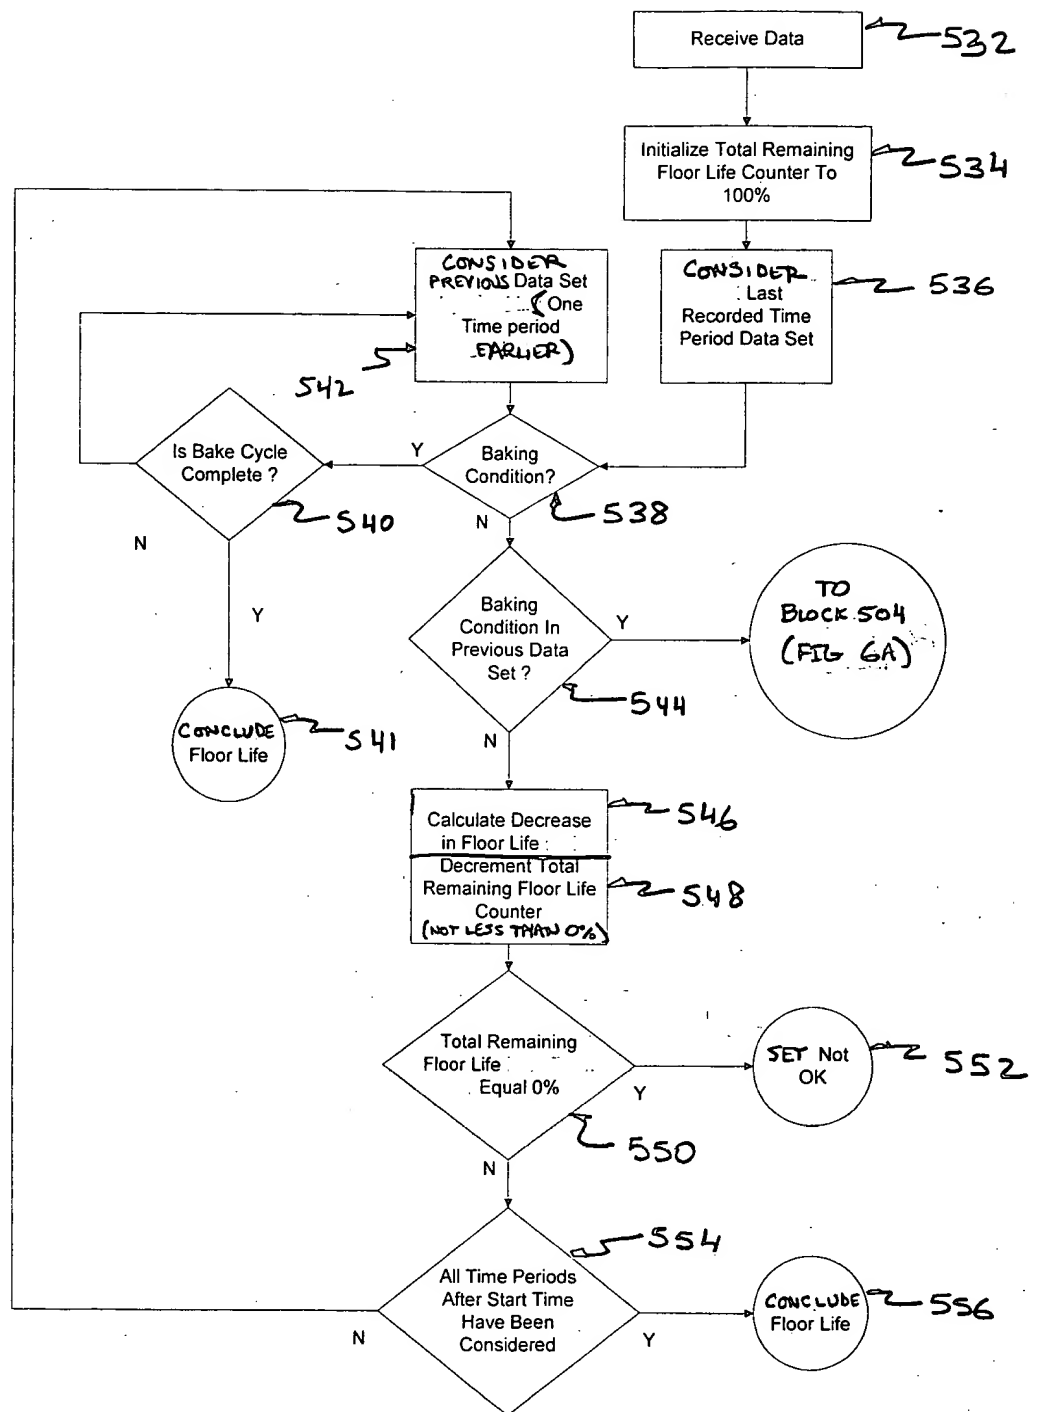 Receive Data
532
Initialize Total Remaining
Floor Life Counter To
100%
534
CONSIDER
Last
Recorded Time
Period Data Set
536
CONSIDER
PREVIOUS Data Set
(One
Time period
EARLIER)
542
Is Bake Cycle
Complete ?
540
N
Y
Y
Baking
Condition?
538
N
CONCLUDE
Floor Life
541
Baking
Condition In
Previous Data
Set ?
544
Y
N
TO
BLOCK 504
(FIG 6A)
Calculate Decrease
in Floor Life :
546
Decrement Total
Remaining Floor Life
Counter
(NOT LESS THAN 0%)
548
Total Remaining
Floor Life
Equal 0%
550
Y
N
SET Not
OK
552
554
All Time Periods
After Start Time
Have Been
Considered
N
Y
CONCLUDE
Floor Life
556